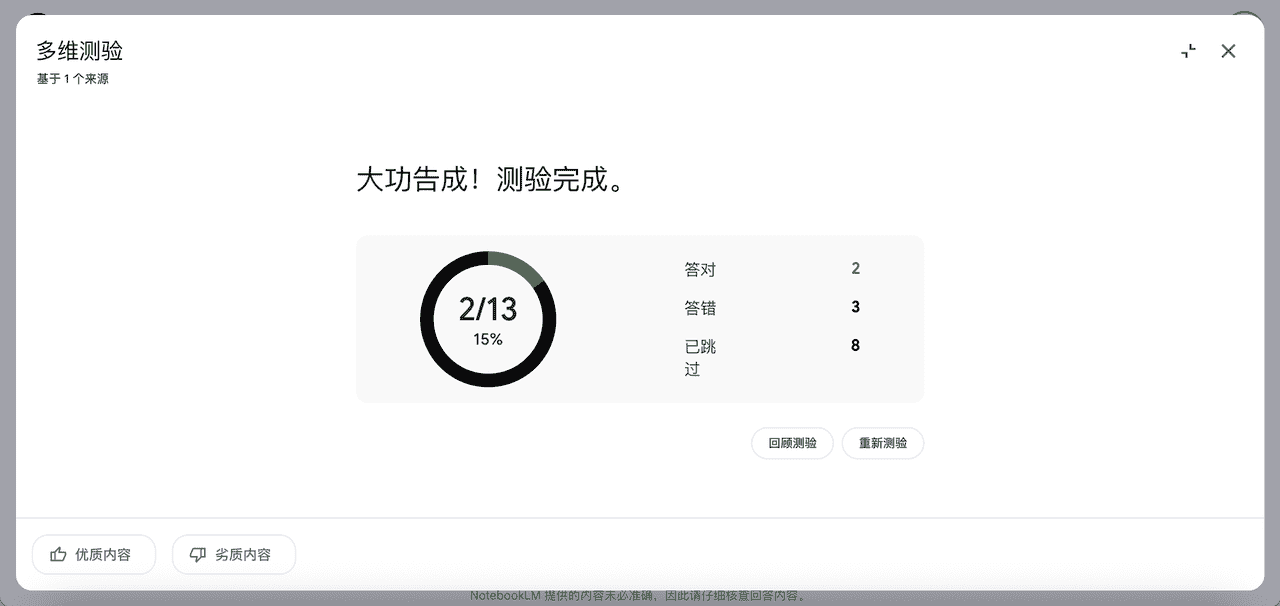 多维测验
基于 1 个来源
大功告成！测验完成。
2/13
15%
答对 2
答错 3
已跳过 8
回顾测验 重新测验
优质内容 劣质内容
NotebookLM 提供的内容未必准确，因此请仔细核查回答内容。